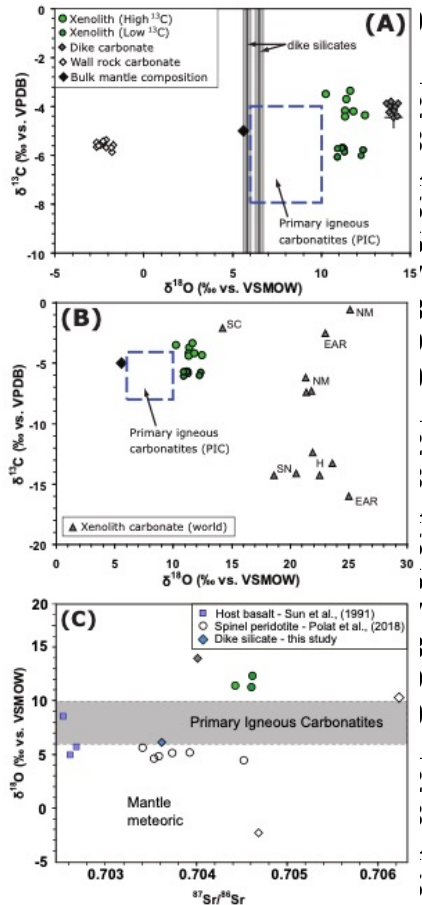 Xenolith (High ¹³C)
Xenolith (Low ¹³C)
Dike carbonate
Wall rock carbonate
Bulk mantle composition
(A)
dike silicates
Primary igneous
carbonatites (PIC)
0
-2
-4
-6
-8
-10
δ¹³C (‰ vs. VPDB)
-5 0 5 10 15
δ¹⁸O (‰ vs. VSMOW)
(B)
SC
NM
EAR
NM
SN
H
EAR
Primary igneous
carbonatites (PIC)
Xenolith carbonate (world)
0
-5
-10
-15
-20
δ¹³C (‰ vs. VPDB)
0 5 10 15 20 25 30
δ¹⁸O (‰ vs. VSMOW)
(C)
Host basalt - Sun et al., (1991)
Spinel peridotite - Polat et al., (2018)
Dike silicate - this study
Primary Igneous Carbonatites
Mantle
meteoric
20
15
10
5
0
-5
δ¹⁸O (‰ vs. VSMOW)
0.703 0.704 0.705 0.706
⁸⁷Sr/⁸⁶Sr